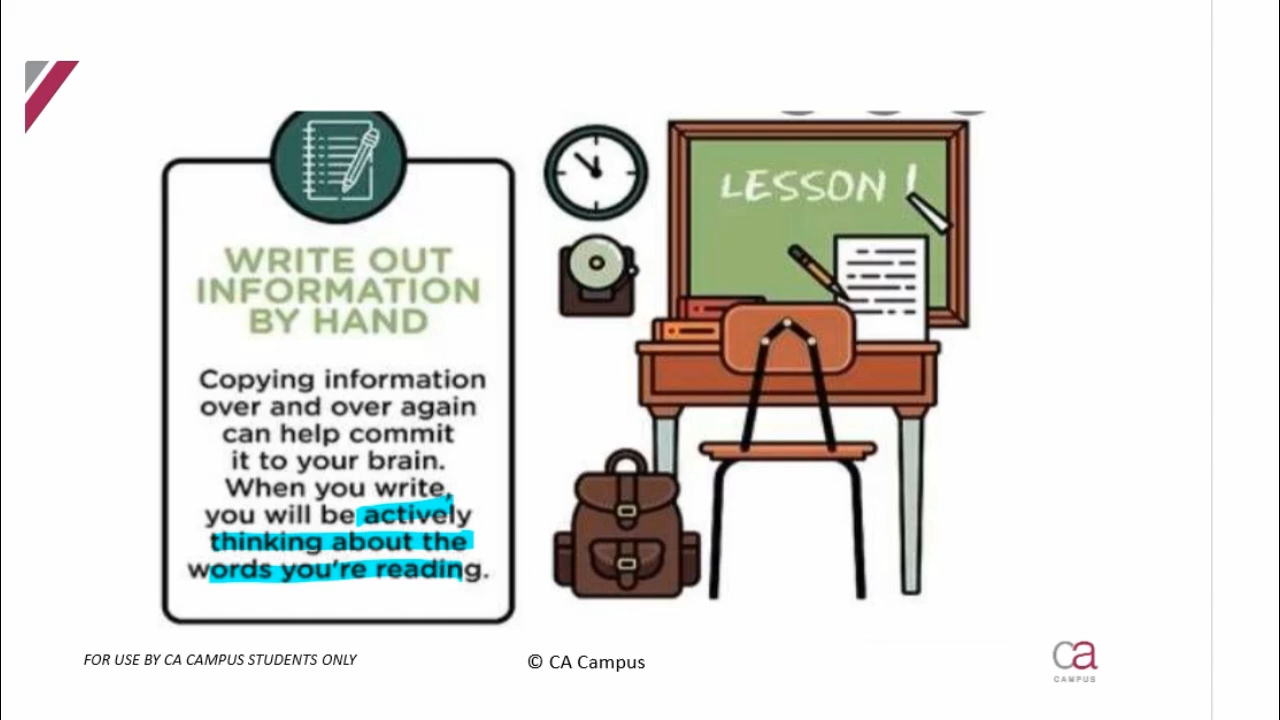 WRITE OUT
INFORMATION
BY HAND
Copying information
over and over again
can help commit
it to your brain.
When you write,
you will be actively
thinking about the
words you're reading.
LESSON 1
FOR USE BY CA CAMPUS STUDENTS ONLY
© CA Campus
ca
CAMPUS